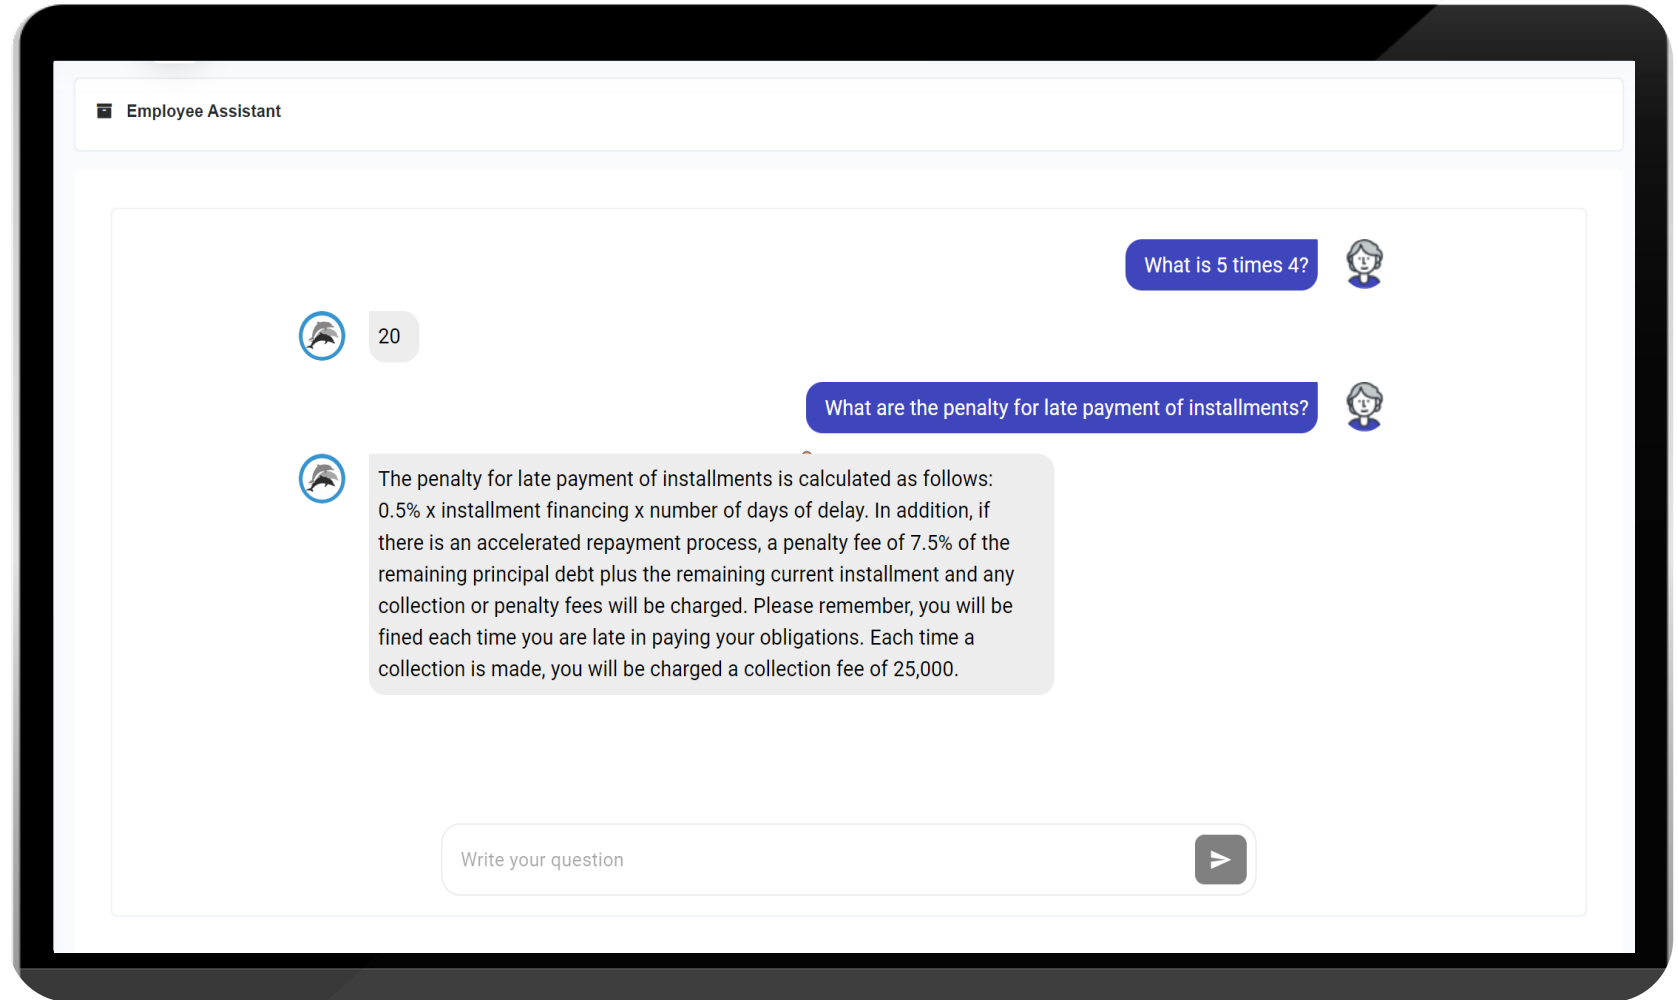 Employee Assistant
What is 5 times 4?
20
What are the penalty for late payment of installments?
The penalty for late payment of installments is calculated as follows:
0.5% x installment financing x number of days of delay. In addition, if
there is an accelerated repayment process, a penalty fee of 7.5% of the
remaining principal debt plus the remaining current installment and any
collection or penalty fees will be charged. Please remember, you will be
fined each time you are late in paying your obligations. Each time a
collection is made, you will be charged a collection fee of 25,000.
Write your question